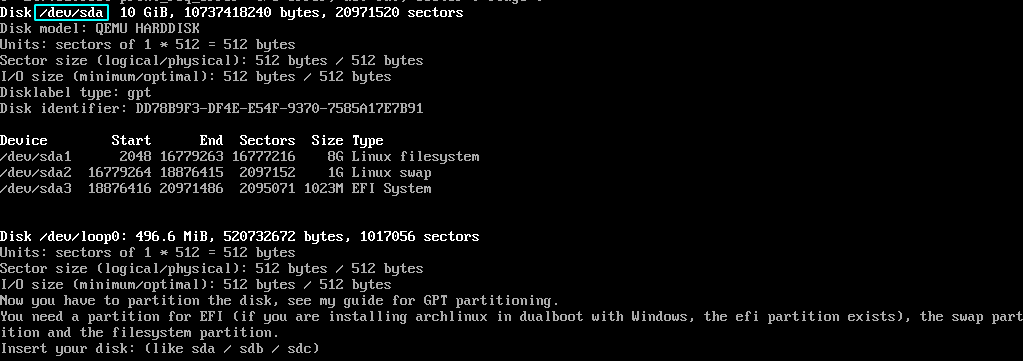 Disk /dev/sda 10 GiB, 10737418240 bytes, 20971520 sectors
Disk model: QEMU HARDDISK
Units: sectors of 1 * 512 = 512 bytes
Sector size (logical/physical): 512 bytes / 512 bytes
I/O size (minimum/optimal): 512 bytes / 512 bytes
Disklabel type: gpt
Disk identifier: DD78B9F3-DF4E-E54F-9370-7585A17E7B91
Device Start End Sectors Size Type
/dev/sda1 2048 16779263 16777216 8G Linux filesystem
/dev/sda2 16779264 18876415 2097152 1G Linux swap
/dev/sda3 18876416 20971486 2095071 1023M EFI System
Disk /dev/loop0: 496.6 MiB, 520732672 bytes, 1017056 sectors
Units: sectors of 1 * 512 = 512 bytes
Sector size (logical/physical): 512 bytes / 512 bytes
I/O size (minimum/optimal): 512 bytes / 512 bytes
Now you have to partition the disk, see my guide for GPT partitioning.
You need a partition for EFI (if you are installing archlinux in dualboot with Windows, the efi partition exists), the swap part
ition and the filesystem partition.
Insert your disk: (like sda / sdb / sdc)